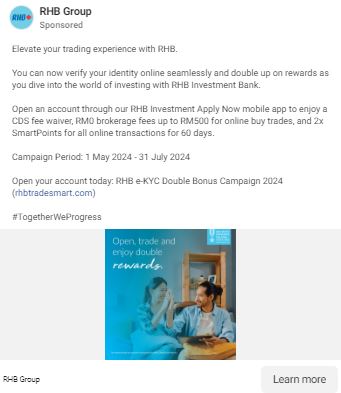 RHB
RHB Group
Sponsored
Elevate your trading experience with RHB.
You can now verify your identity online seamlessly and double up on rewards as
you dive into the world of investing with RHB Investment Bank.
Open an account through our RHB Investment Apply Now mobile app to enjoy a
CDS fee waiver, RM0 brokerage fees up to RM500 for online buy trades, and 2x
SmartPoints for all online transactions for 60 days.
Campaign Period: 1 May 2024 - 31 July 2024
Open your account today: RHB e-KYC Double Bonus Campaign 2024
(rhbtradesmart.com)
#TogetherWeProgress
Open, trade and
enjoy double
rewards.
RHB Group
Learn more